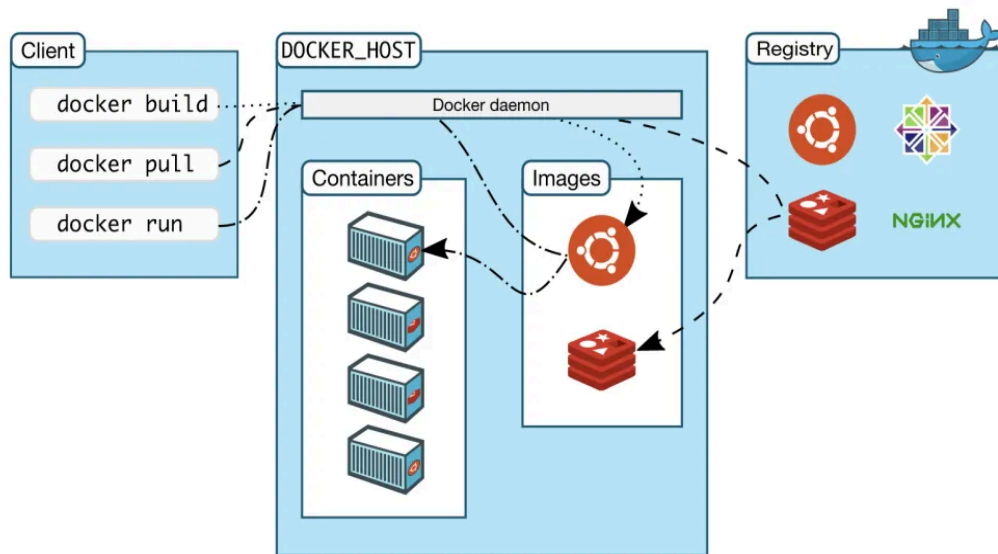 Client
docker build
docker pull
docker run
DOCKER_HOST
Docker daemon
Containers
Images
Registry
NGINX